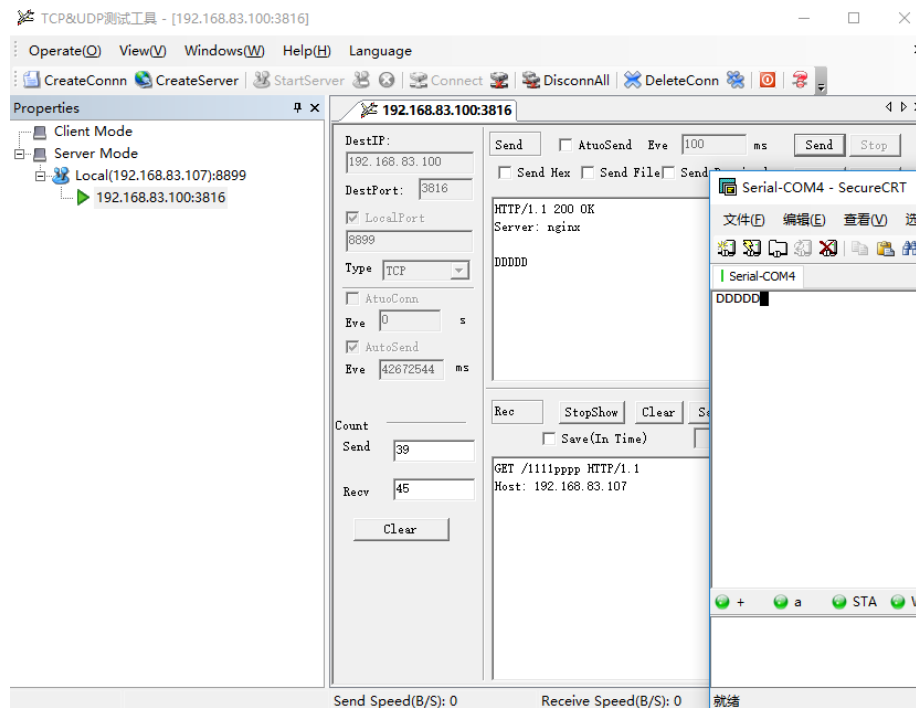 TCP&UDP测试工具 - [192.168.83.100:3816]
Operate(O) View(V) Windows(W) Help(H) Language
CreateConnn CreateServer StartServer Connect DisconnAll DeleteConn
Properties
Client Mode
Server Mode
Local(192.168.83.107):8899
192.168.83.100:3816
192.168.83.100:3816
DestIP:
192.168.83.100
DestPort: 3816
LocalPort
8899
Type TCP
AtuoConn
Eve 0 s
AutoSend
Eve 42672544 ms
Count
Send 39
Recv 45
Clear
Send AtuoSend Eve 100 ms Send Stop
Send Hex Send File Send
HTTP/1.1 200 OK
Server: nginx
DDDDD
Rec StopShow Clear
Save(In Time)
GET /1111pppp HTTP/1.1
Host: 192.168.83.107
Send Speed(B/S): 0 Receive Speed(B/S): 0
Serial-COM4 - SecureCRT
文件(F) 编辑(E) 查看(V) 选
Serial-COM4
DDDDD
+ a STA
就绪